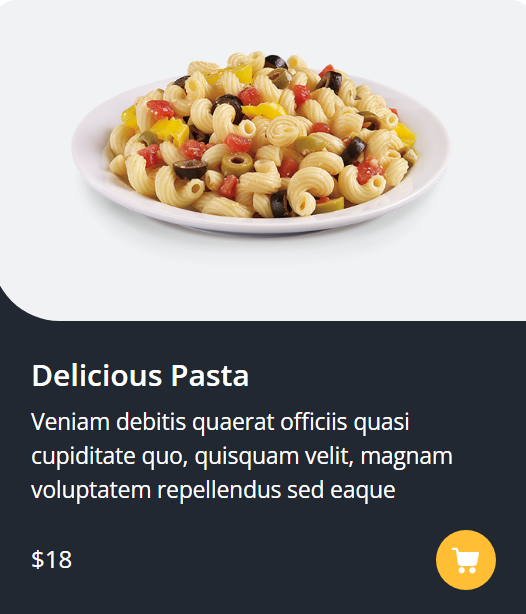 Delicious Pasta
Veniam debitis quaerat officiis quasi
cupiditate quo, quisquam velit, magnam
voluptatem repellendus sed eaque
$18